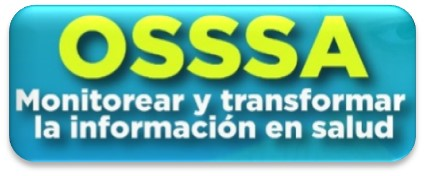 OSSSA
Monitorear y transformar
la información en salud